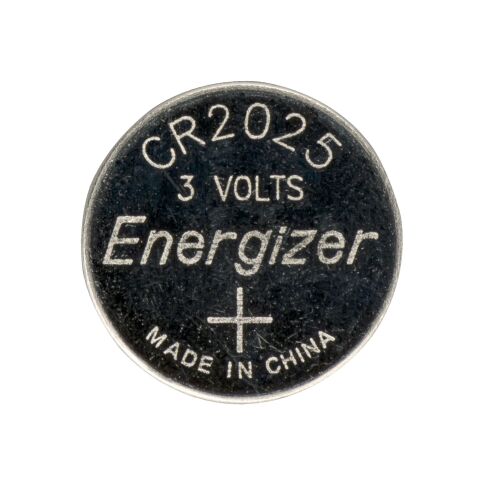 CR2025
3 VOLTS
Energizer
+
MADE IN CHINA